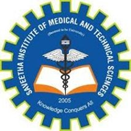 SAVEETHA INSTITUTE OF MEDICAL AND TECHNICAL SCIENCES
2005
Knowledge Conquers All